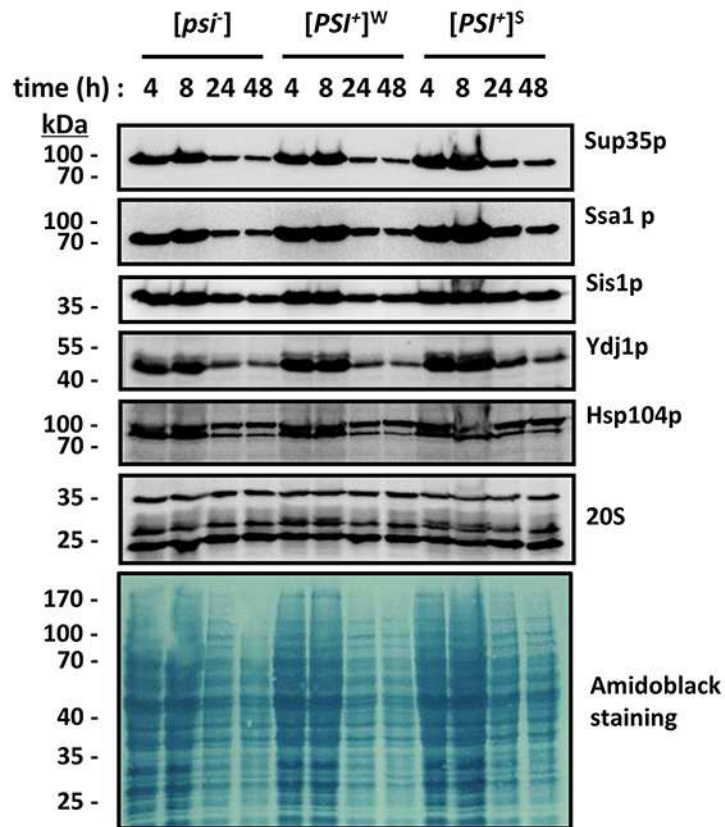 [psi-] [PSI+]W [PSI+]S
time (h) : 4 8 24 48 4 8 24 48 4 8 24 48
kDa
100 -
70 -
Sup35p
100 -
70 -
Ssa1 p
35 -
Sis1p
55 -
40 -
Ydj1p
100 -
70 -
Hsp104p
35 -
25 -
20S
170 -
100 -
70 -
40 -
35 -
25 -
Amidoblack
staining